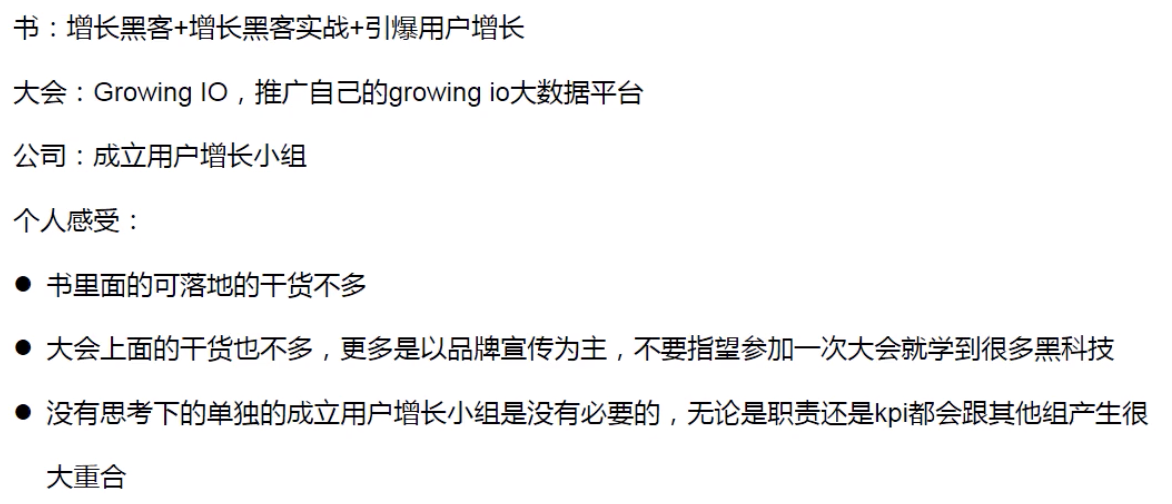 书：增长黑客+增长黑客实战+引爆用户增长
大会：Growing IO，推广自己的growing io大数据平台
公司：成立用户增长小组
个人感受：
● 书里面的可落地的干货不多
● 大会上面的干货也不多，更多是以品牌宣传为主，不要指望参加一次大会就学到很多黑科技
● 没有思考下的单独的成立用户增长小组是没有必要的，无论是职责还是kpi都会跟其他组产生很
大重合